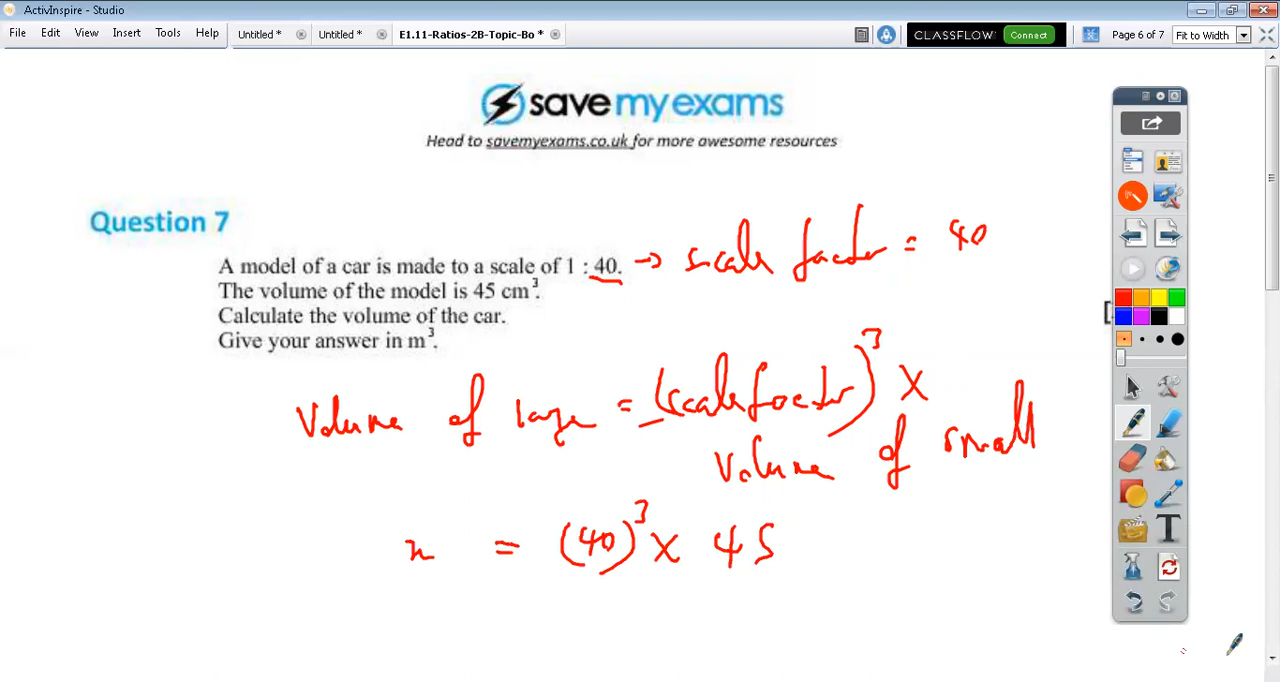 ActivInspire - Studio
File Edit View Insert Tools Help Untitled * Untitled * E1.11-Ratios-2B-Topic-Bo * CLASSFLOW Connect Page 6 of 7 Fit to Width
save my exams
Head to savemyexams.co.uk for more awesome resources
Question 7
A model of a car is made to a scale of 1 : 40. → scale factor = 40
The volume of the model is 45 cm³.
Calculate the volume of the car.
Give your answer in m³.
[
Volume of large = (scale factor)³ ×
Volume of small
x = (40)³ × 45
T